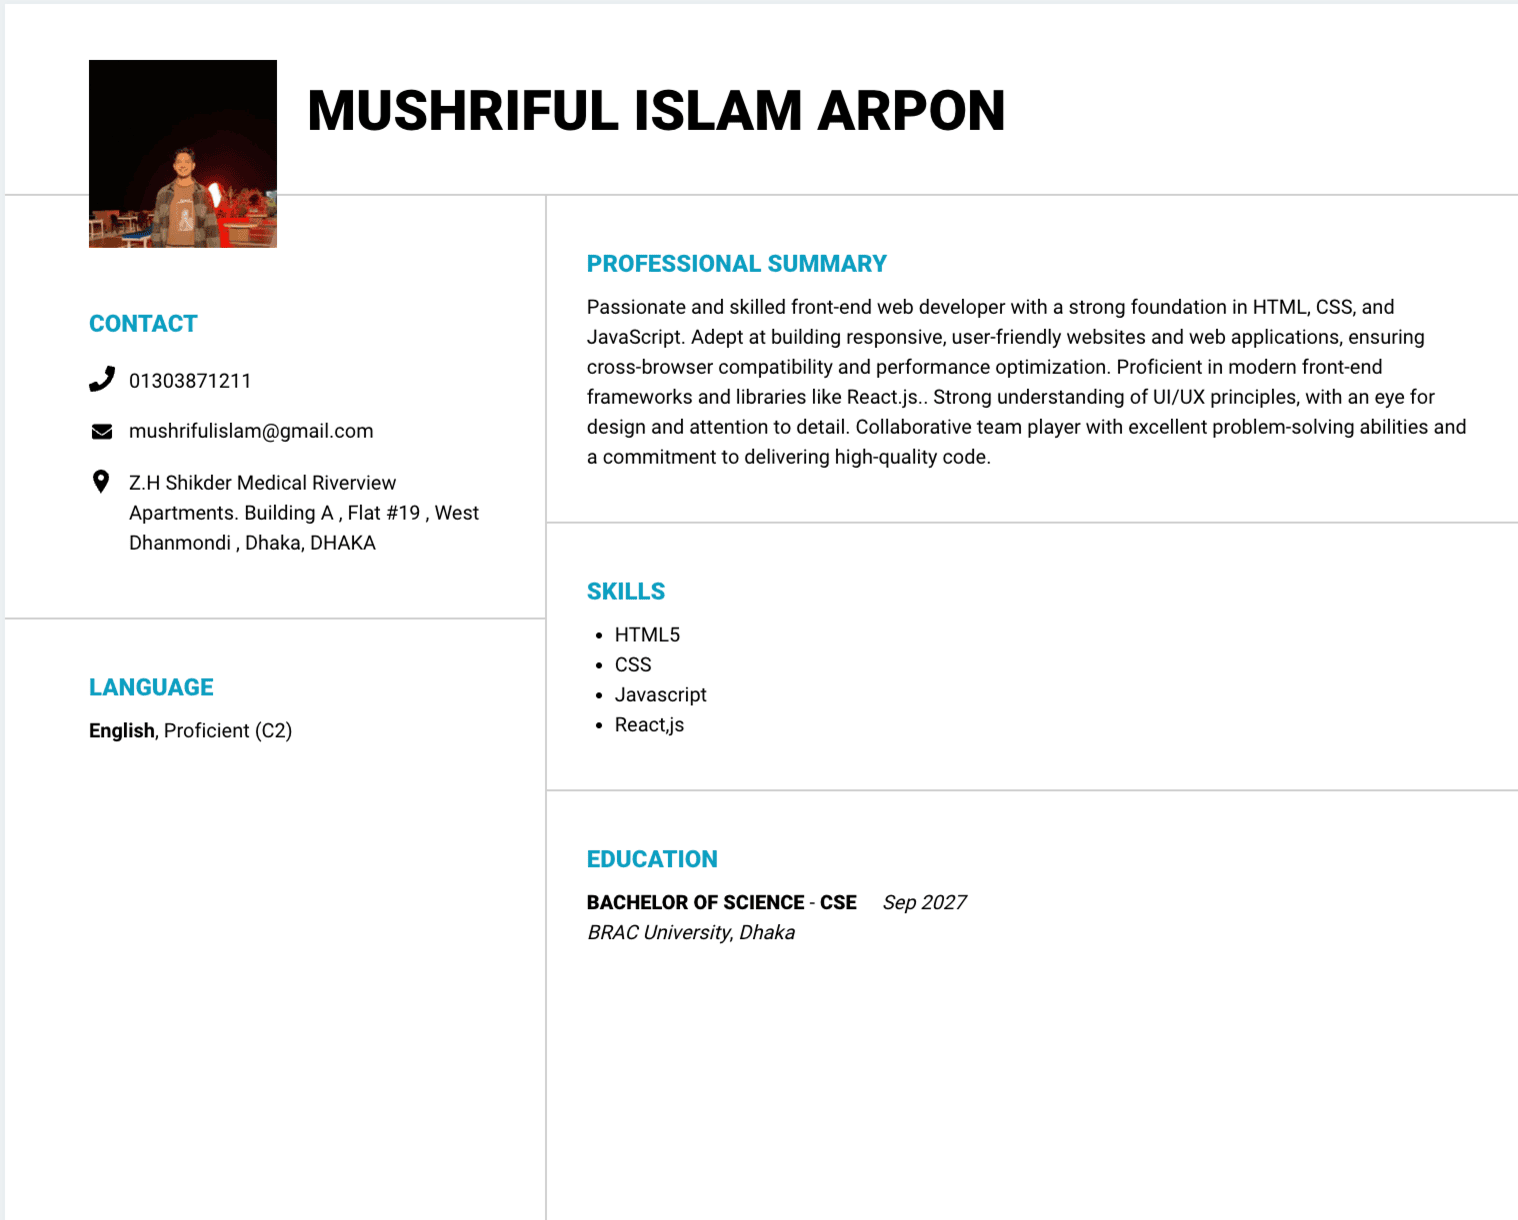 MUSHRIFUL ISLAM ARPON
CONTACT
01303871211
mushrifulislam@gmail.com
Z.H Shikder Medical Riverview
Apartments. Building A , Flat #19 , West
Dhanmondi , Dhaka, DHAKA
LANGUAGE
English, Proficient (C2)
PROFESSIONAL SUMMARY
Passionate and skilled front-end web developer with a strong foundation in HTML, CSS, and
JavaScript. Adept at building responsive, user-friendly websites and web applications, ensuring
cross-browser compatibility and performance optimization. Proficient in modern front-end
frameworks and libraries like React.js.. Strong understanding of UI/UX principles, with an eye for
design and attention to detail. Collaborative team player with excellent problem-solving abilities and
a commitment to delivering high-quality code.
SKILLS
• HTML5
• CSS
• Javascript
• React,js
EDUCATION
BACHELOR OF SCIENCE - CSE Sep 2027
BRAC University, Dhaka